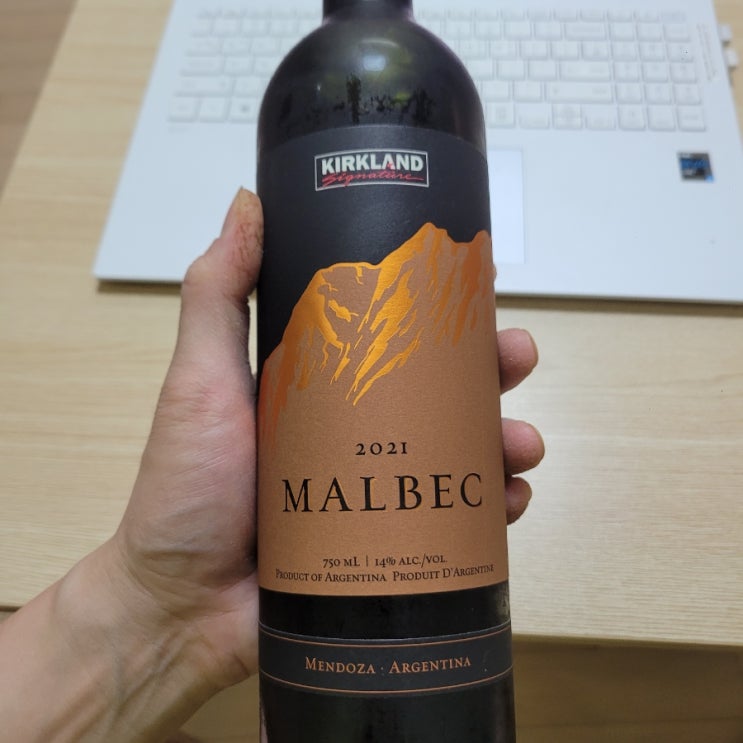 KIRKLAND
Signature
2021
MALBEC
750 ML | 14% ALC./VOL.
PRODUCT OF ARGENTINA PRODUIT D'ARGENTINE
MENDOZA · ARGENTINA